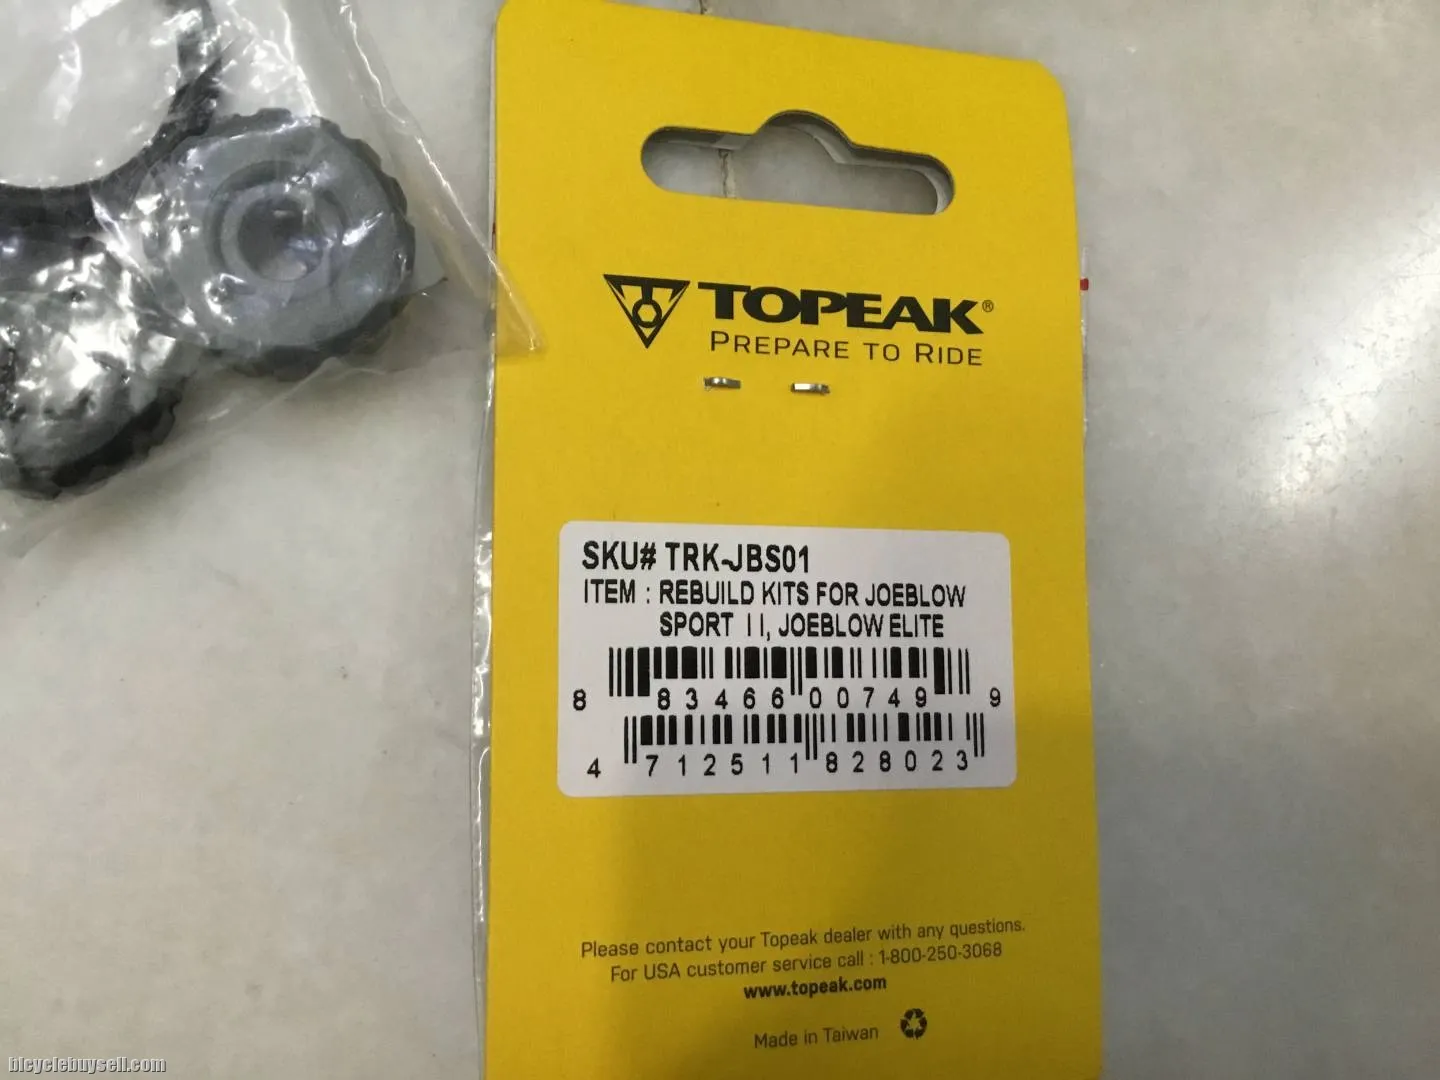 TOPEAK®
PREPARE TO RIDE
SKU# TRK-JBS01
ITEM : REBUILD KITS FOR JOEBLOW
SPORT II, JOEBLOW ELITE
8 83466 00749 9
4 712511 828023
Please contact your Topeak dealer with any questions.
For USA customer service call : 1-800-250-3068
www.topeak.com
Made in Taiwan
bicyclebuysell.com